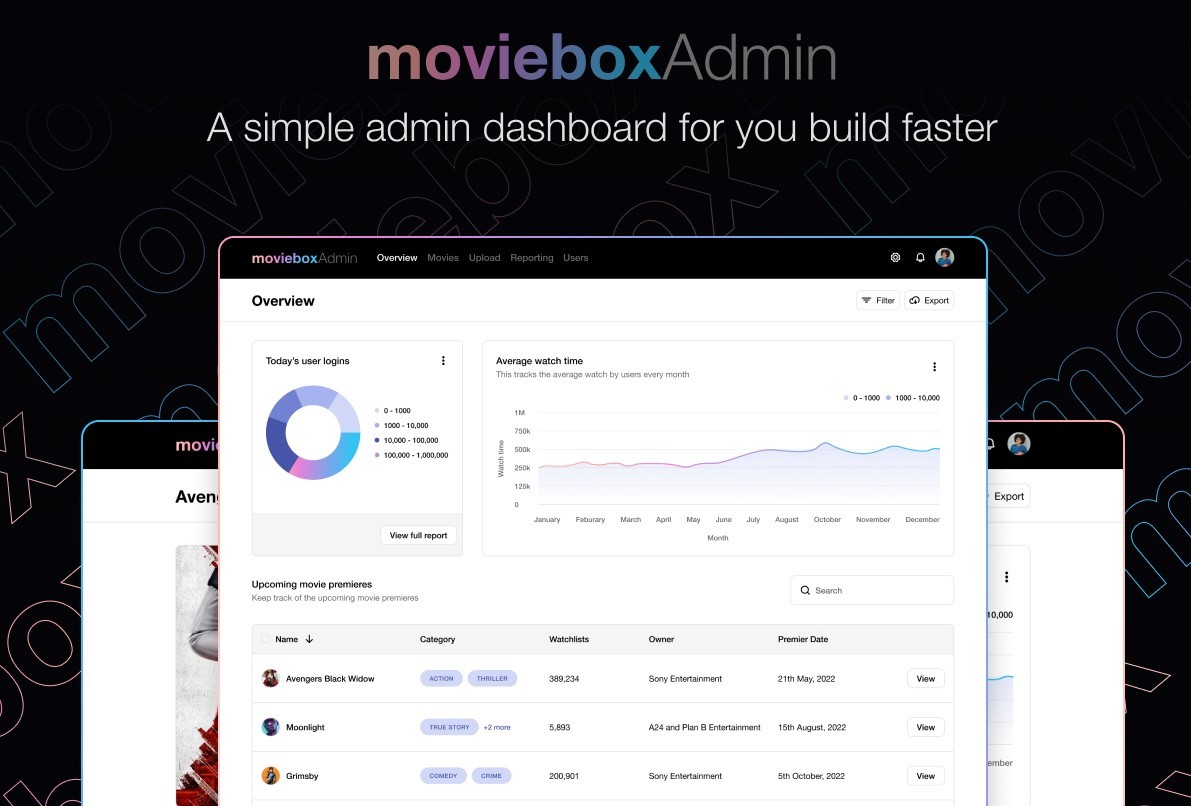 movieboxAdmin
A simple admin dashboard for you build faster
movieboxAdmin Overview Movies Upload Reporting Users
Overview
Filter
Export
Today's user logins
0 - 1000
1000 - 10,000
10,000 - 100,000
100,000 - 1,000,000
View full report
Average watch time
This tracks the average watch by users every month
0 - 1000 1000 - 10,000
Watch time
1M
750k
500k
250k
125k
0
January Feburary March April May June July August October November December
Month
Upcoming movie premieres
Keep track of the upcoming movie premieres
Search
Name Category Watchlists Owner Premier Date
Avengers Black Widow ACTION THRILLER 389,234 Sony Entertainment 21th May, 2022 View
Moonlight TRUE STORY +2 more 5,893 A24 and Plan B Entertainment 15th August, 2022 View
Grimsby COMEDY CRIME 200,901 Sony Entertainment 5th October, 2022 View
movi
Aveng
Export
10,000
ember